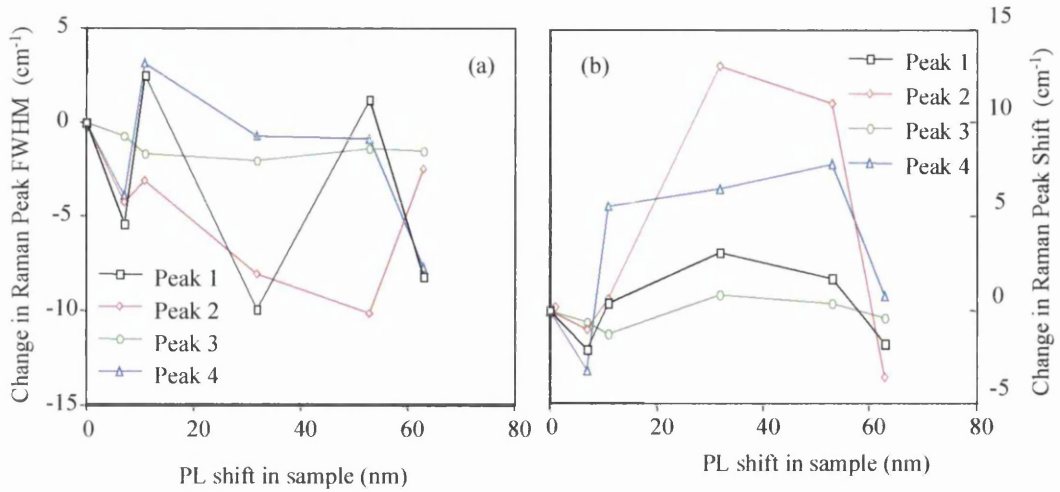 Change in Raman Peak FWHM (cm⁻¹)
5
0
-5
-10
-15
(a)
Peak 1
Peak 2
Peak 3
Peak 4
0
20
40
60
80
PL shift in sample (nm)
(b)
Peak 1
Peak 2
Peak 3
Peak 4
0
20
40
60
80
PL shift in sample (nm)
15
10
5
0
-5
Change in Raman Peak Shift (cm⁻¹)